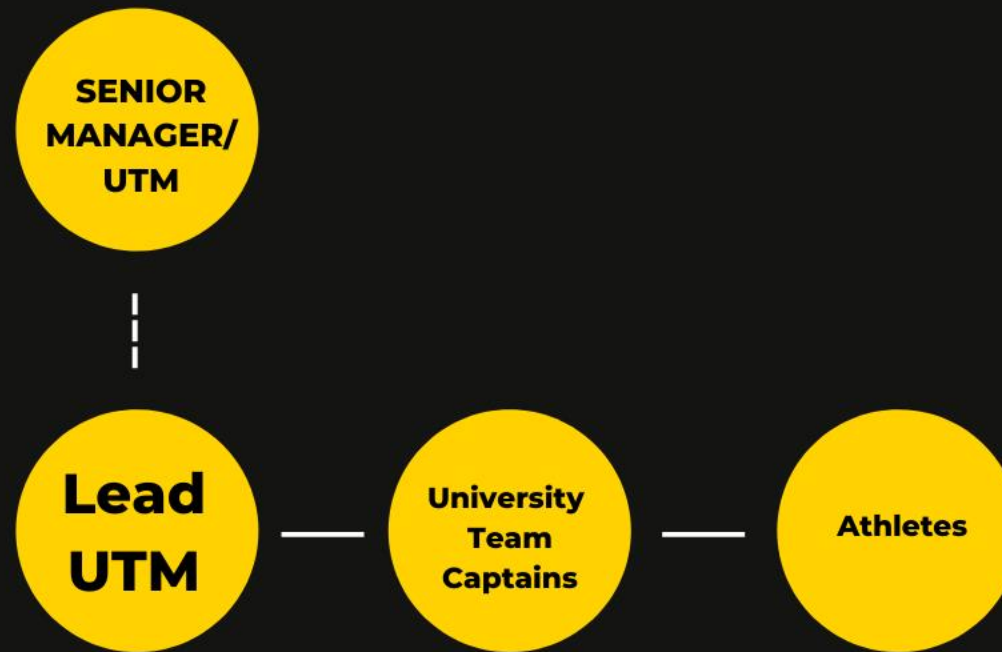 SENIOR
MANAGER/
UTM
Lead
UTM
University
Team
Captains
Athletes